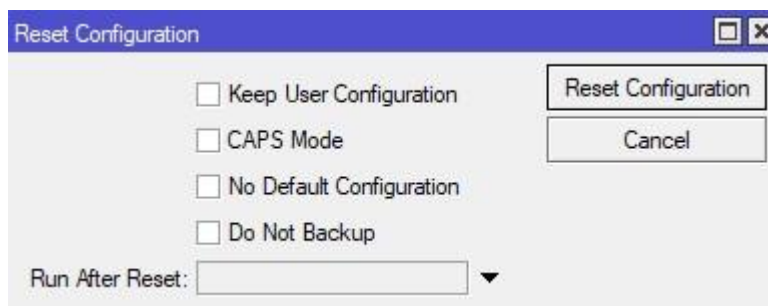 Reset Configuration
Keep User Configuration
Reset Configuration
CAPS Mode
Cancel
No Default Configuration
Do Not Backup
Run After Reset: